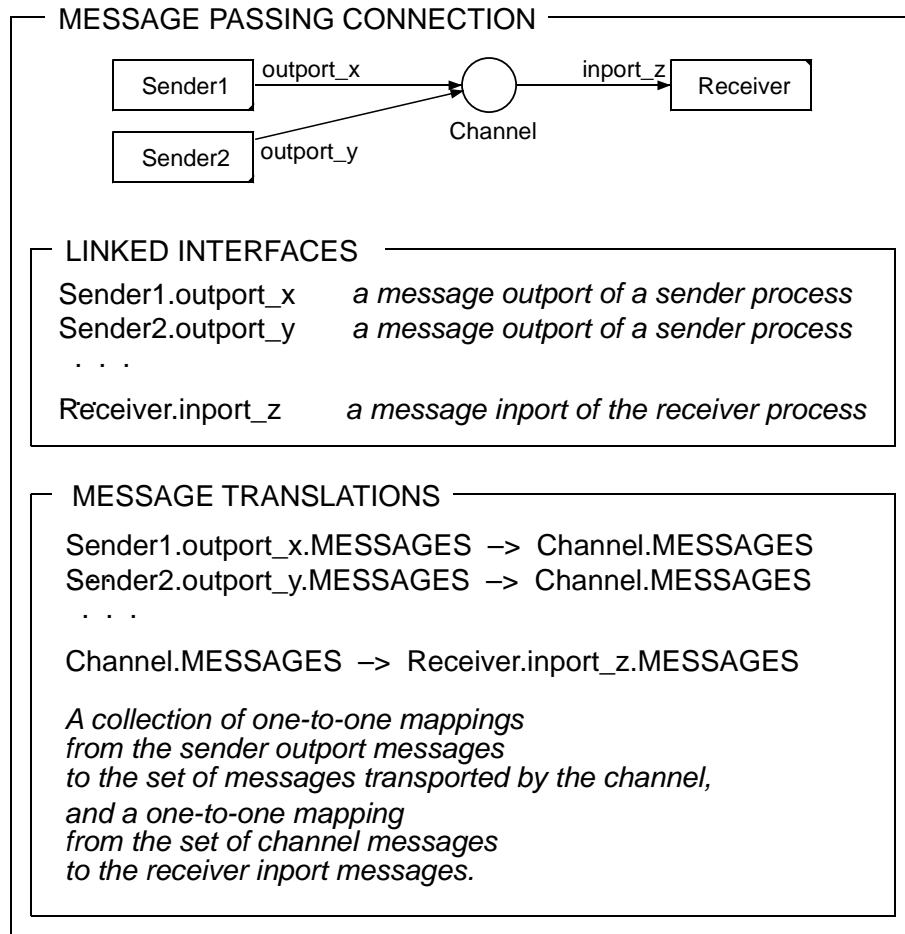 MESSAGE PASSING CONNECTION
outport_x
inport_z
Sender1
Receiver
Channel
Sender2
outport_y
LINKED INTERFACES
Sender1.outport_x a message outport of a sender process
Sender2.outport_y a message outport of a sender process
. . .
Receiver.inport_z a message inport of the receiver process
MESSAGE TRANSLATIONS
Sender1.outport_x.MESSAGES –> Channel.MESSAGES
Sender2.outport_y.MESSAGES –> Channel.MESSAGES
. . .
Channel.MESSAGES –> Receiver.inport_z.MESSAGES
A collection of one-to-one mappings
from the sender outport messages
to the set of messages transported by the channel,
and a one-to-one mapping
from the set of channel messages
to the receiver inport messages.